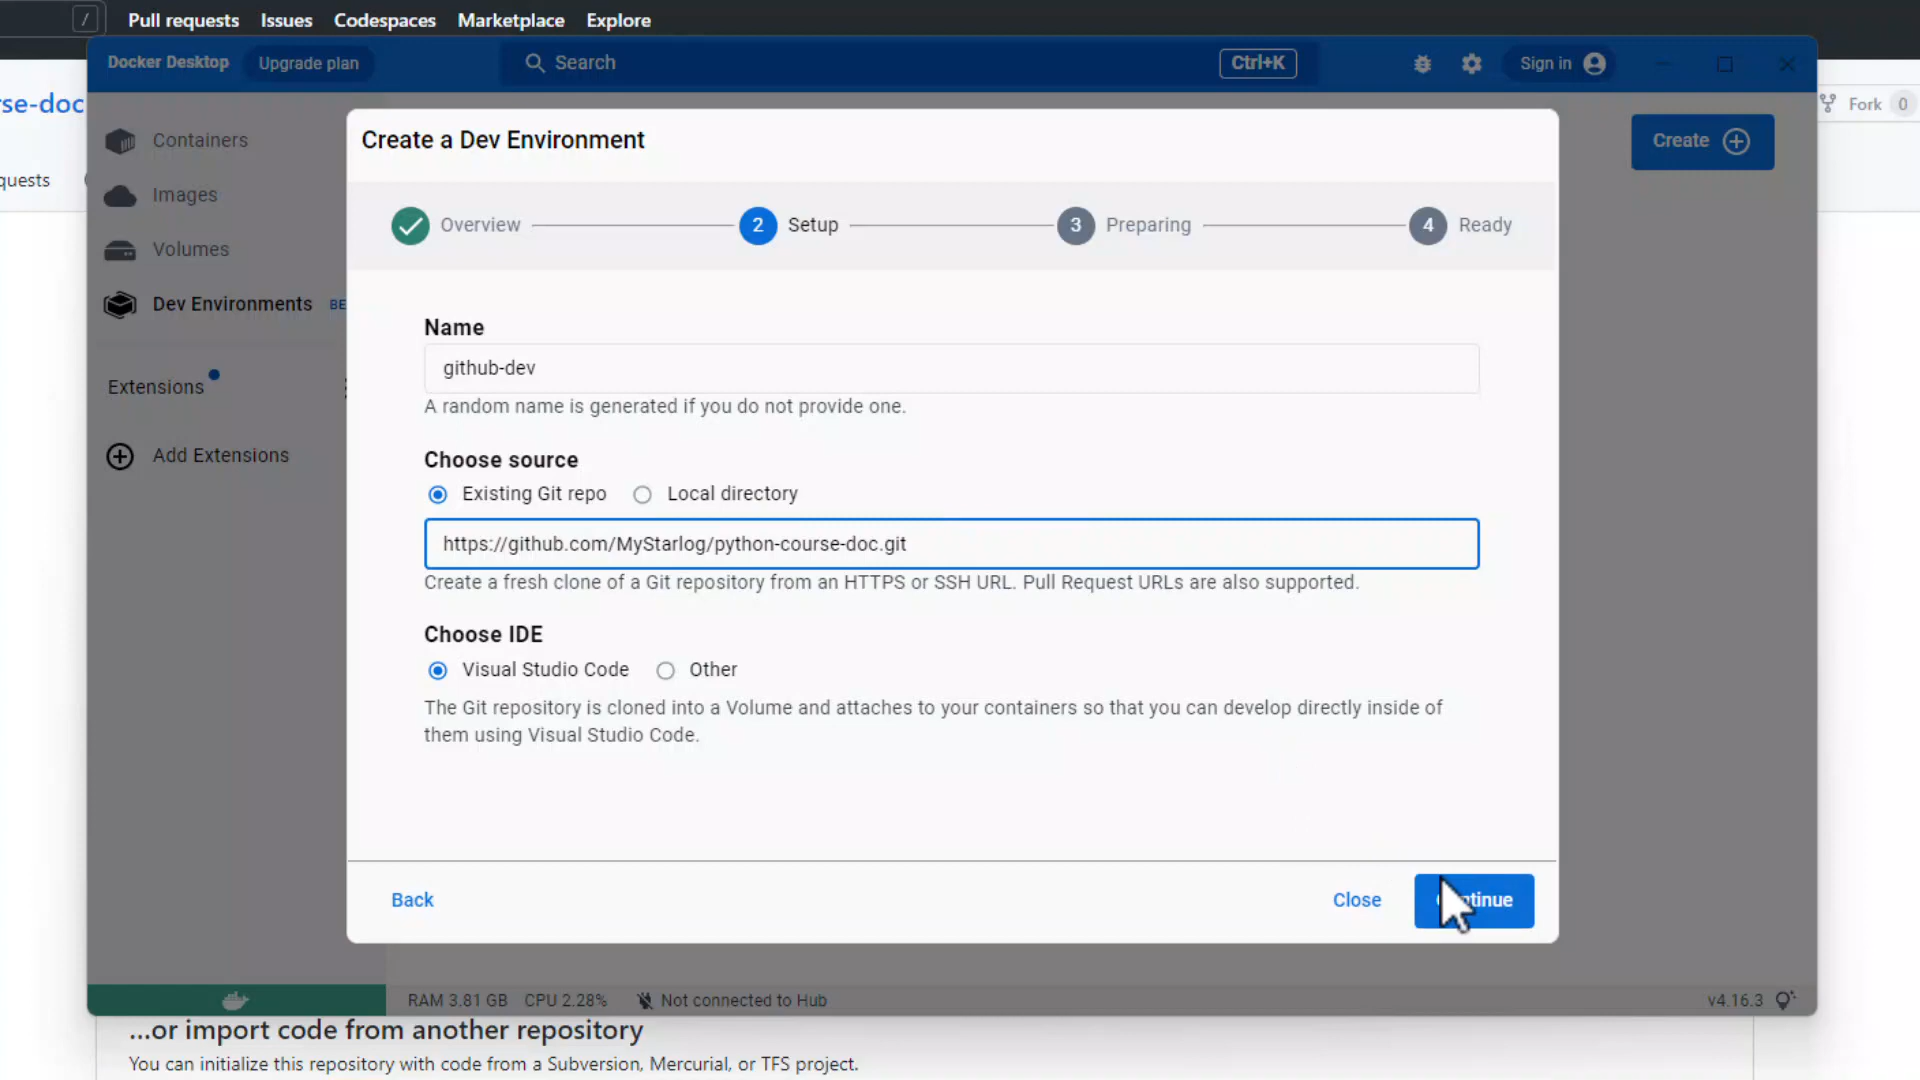 /
Pull requests
Issues
Codespaces
Marketplace
Explore
Docker Desktop
Upgrade plan
Search
Ctrl+K
Sign in
se-doc
Fork 0
quests
Containers
Images
Volumes
Dev Environments BE
Extensions
Add Extensions
Create
Create a Dev Environment
Overview
2 Setup
3 Preparing
4 Ready
Name
github-dev
A random name is generated if you do not provide one.
Choose source
Existing Git repo
Local directory
https://github.com/MyStarlog/python-course-doc.git
Create a fresh clone of a Git repository from an HTTPS or SSH URL. Pull Request URLs are also supported.
Choose IDE
Visual Studio Code
Other
The Git repository is cloned into a Volume and attaches to your containers so that you can develop directly inside of
them using Visual Studio Code.
Back
Close
RAM 3.81 GB CPU 2.28%
Not connected to Hub
v4.16.3
...or import code from another repository
You can initialize this repository with code from a Subversion, Mercurial, or TFS project.